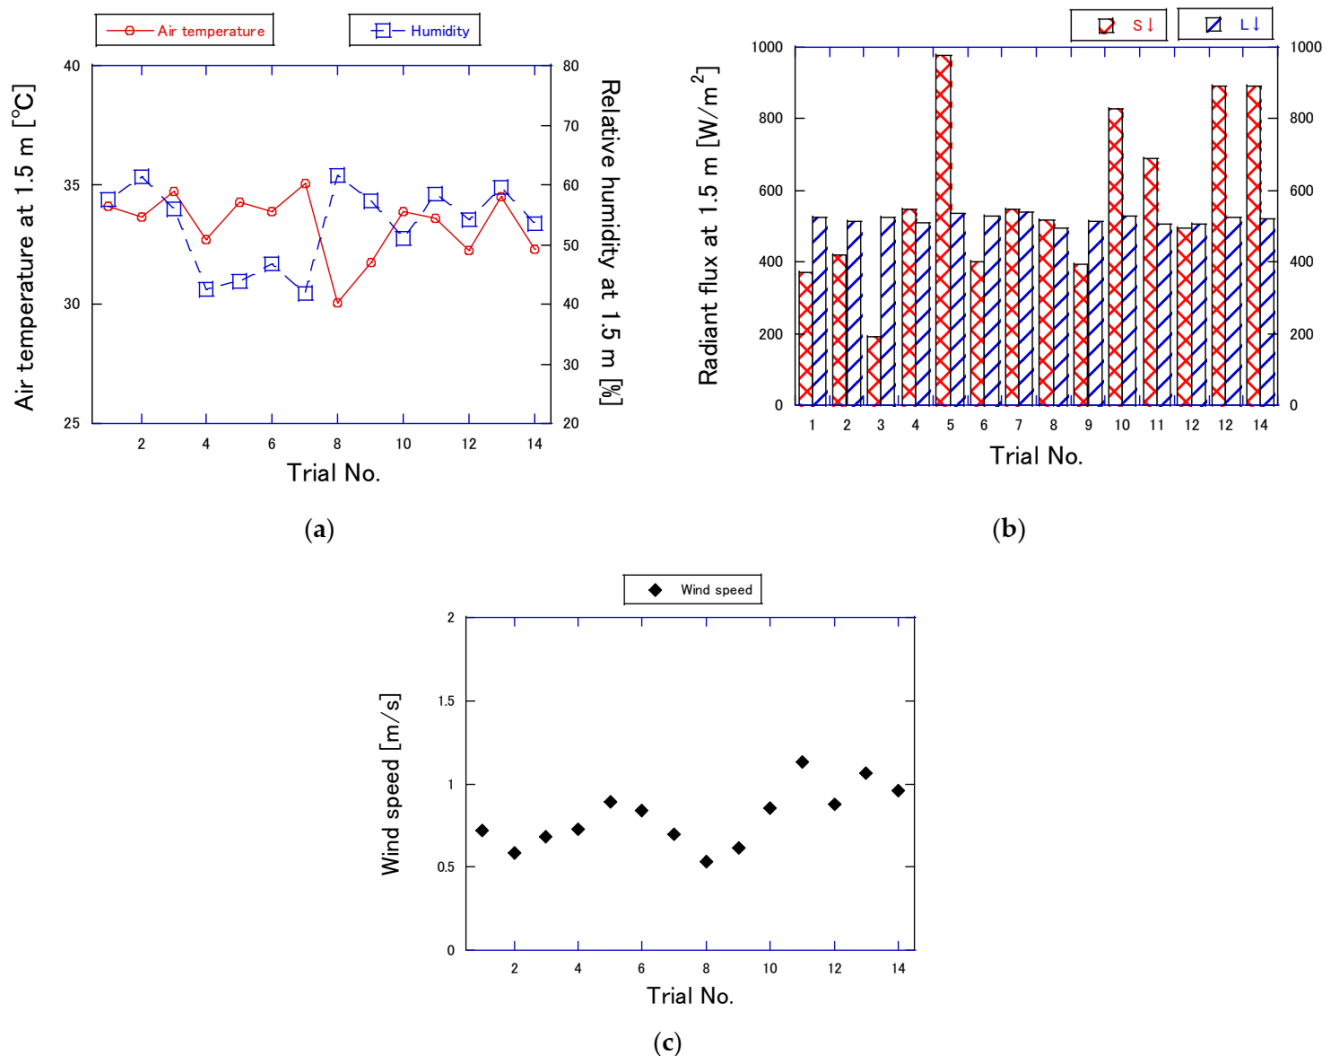 Air temperature
Humidity
40
35
30
25
80
70
60
50
40
30
20
Air temperature at 1.5 m [℃]
Relative humidity at 1.5 m [%]
2 4 6 8 10 12 14
Trial No.
(a)
S↓
L↓
1000
800
600
400
200
0
1000
800
600
400
200
0
Radiant flux at 1.5 m [W/m²]
1 2 3 4 5 6 7 8 9 10 11 12 12 14
Trial No.
(b)
Wind speed
2
1.5
1
0.5
0
Wind speed [m/s]
2 4 6 8 10 12 14
Trial No.
(c)